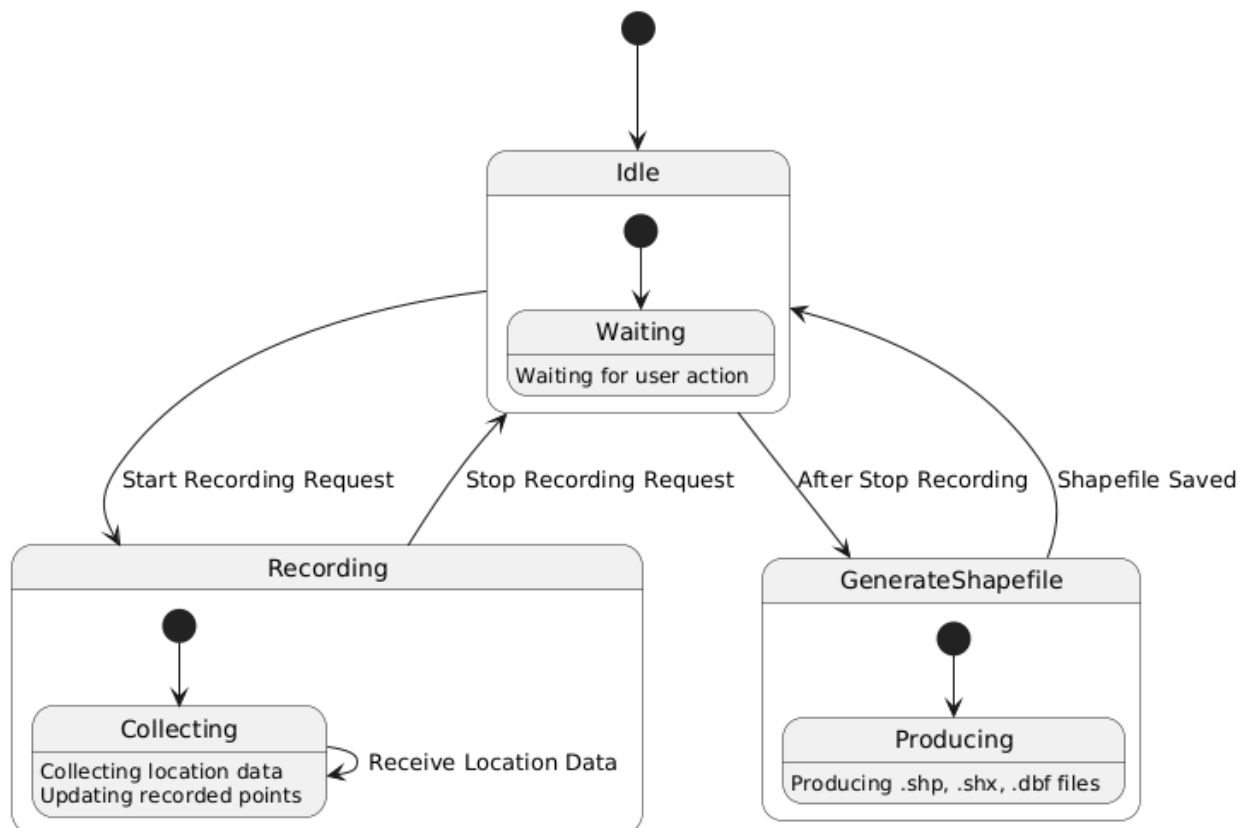 Idle
Waiting
Waiting for user action
Start Recording Request
Stop Recording Request
After Stop Recording
Shapefile Saved
Recording
GenerateShapefile
Collecting
Collecting location data
Updating recorded points
Receive Location Data
Producing
Producing .shp, .shx, .dbf files